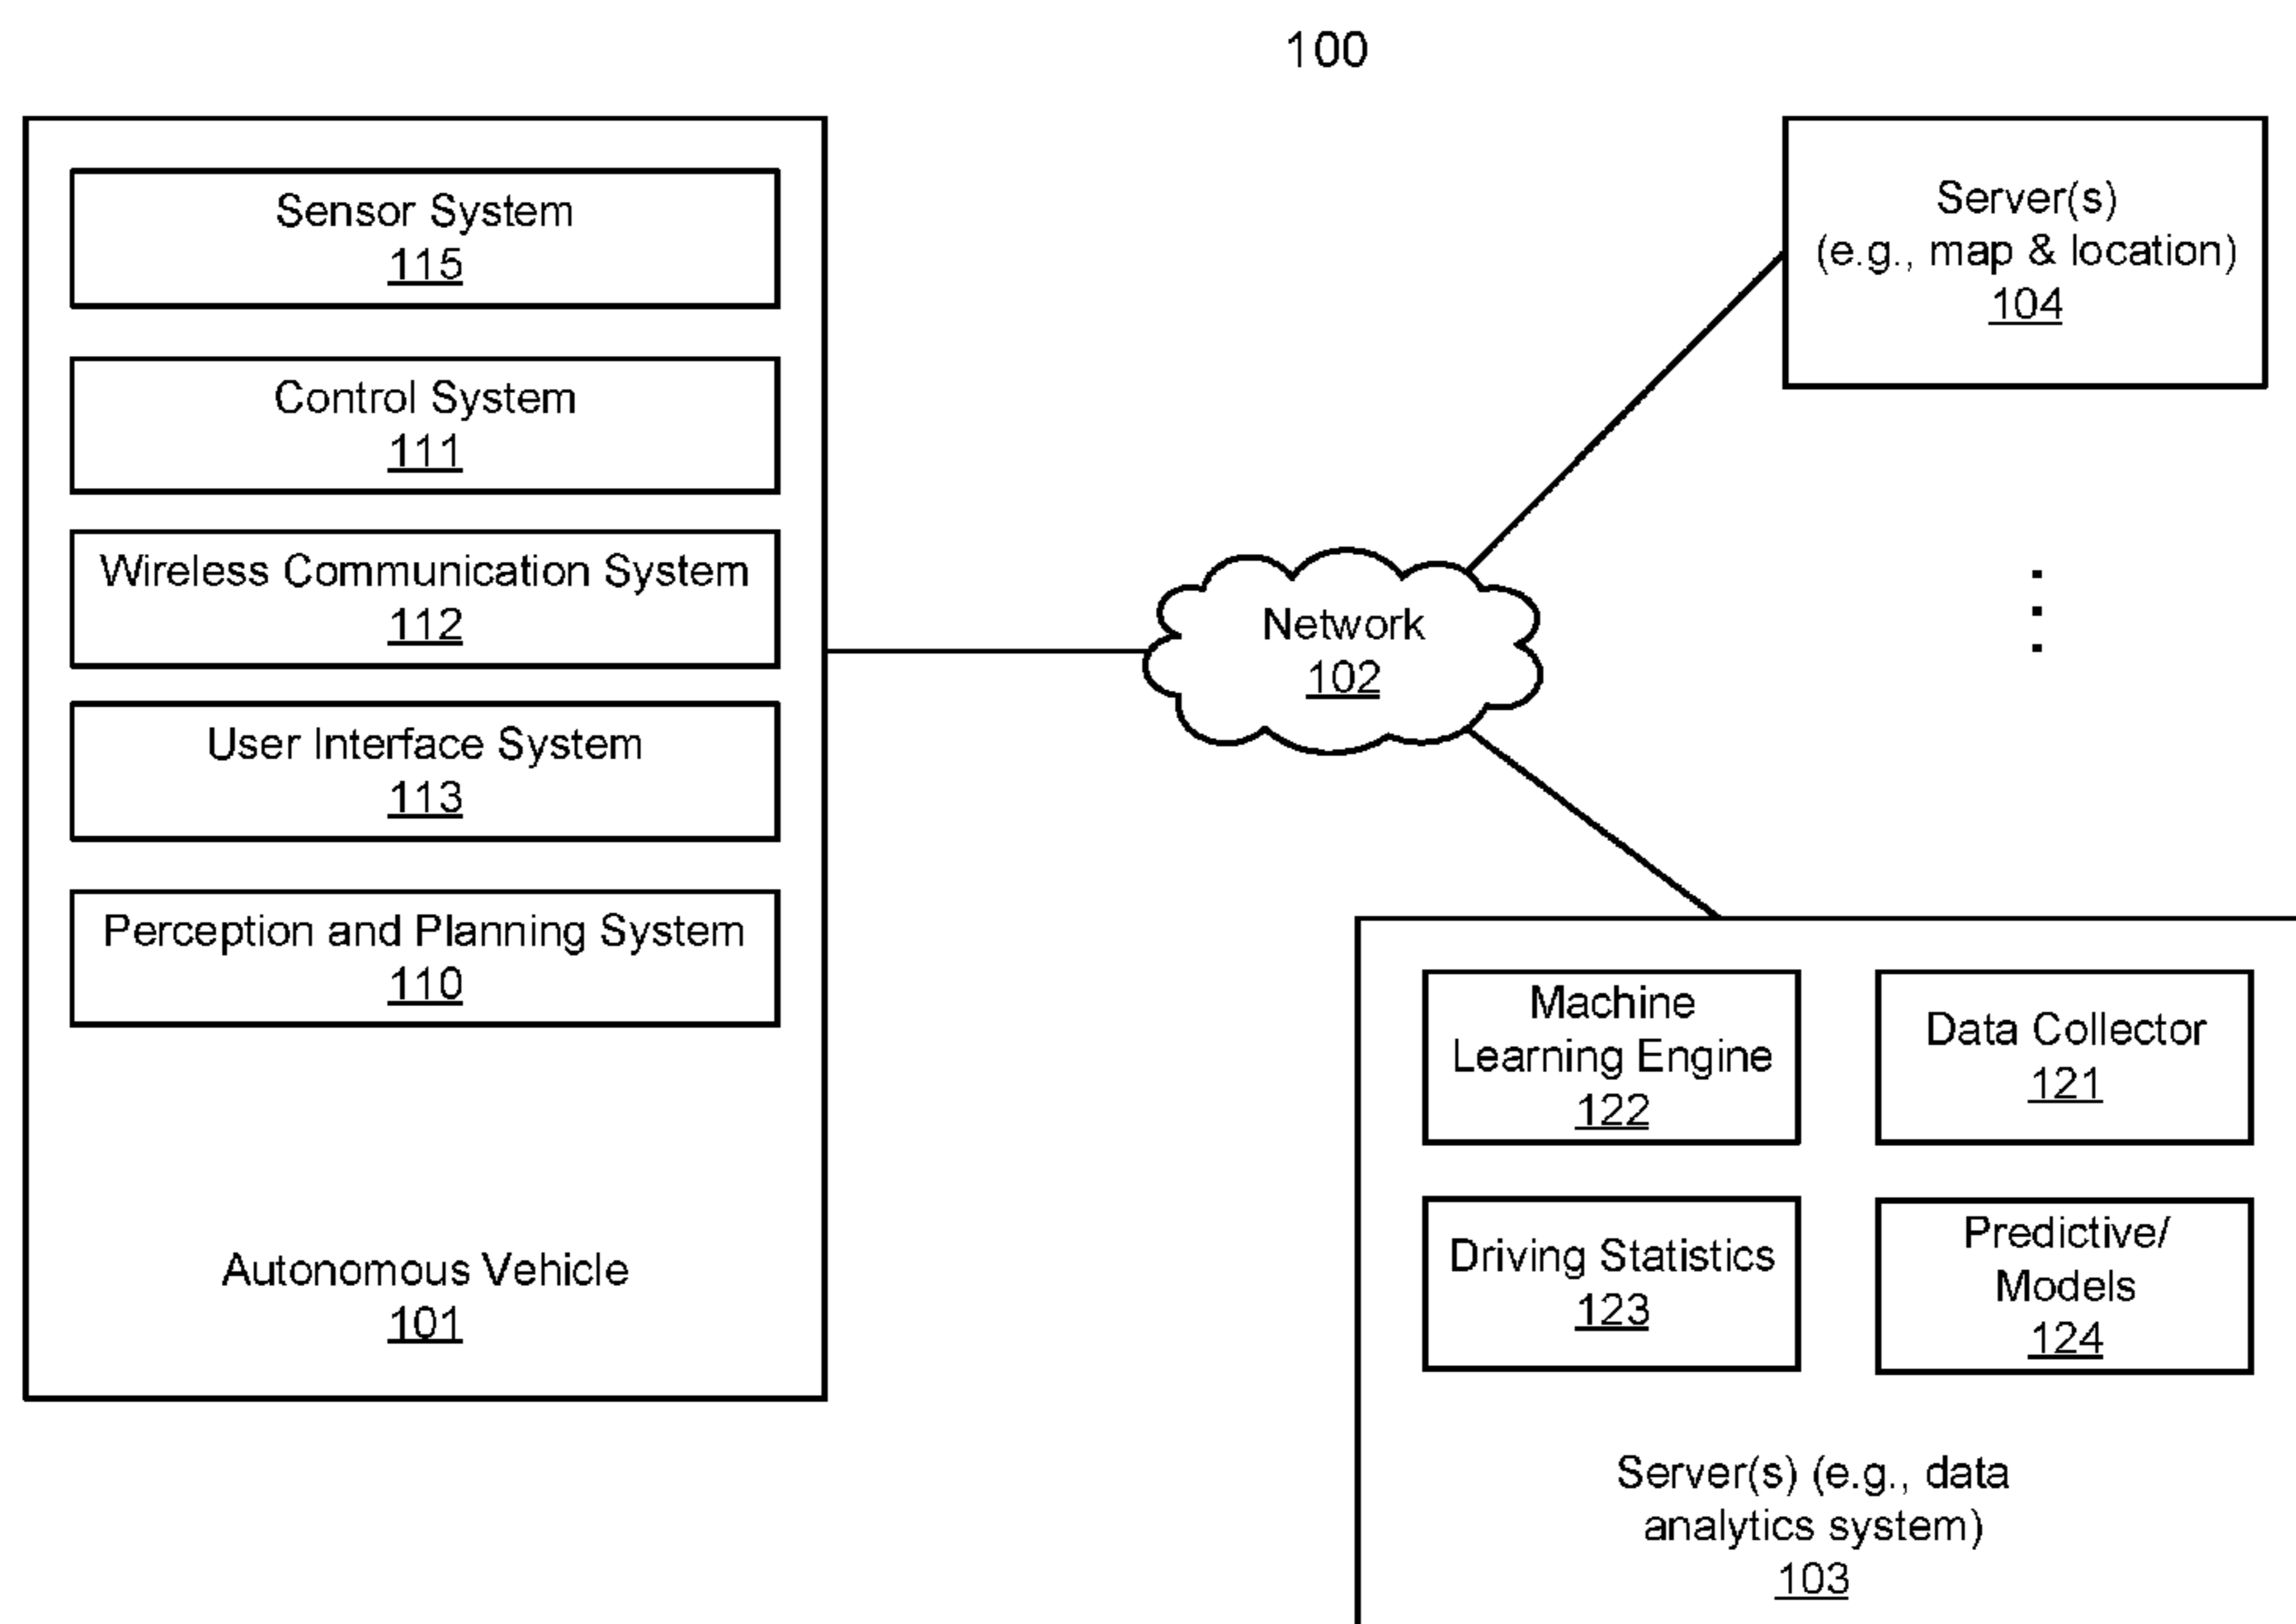 100
Sensor System
115
Control System
111
Wireless Communication System
112
User Interface System
113
Perception and Planning System
110
Autonomous Vehicle
101
Network
102
Server(s)
(e.g., map & location)
104
Machine
Learning Engine
122
Data Collector
121
Driving Statistics
123
Predictive/
Models
124
Server(s) (e.g., data
analytics system)
103